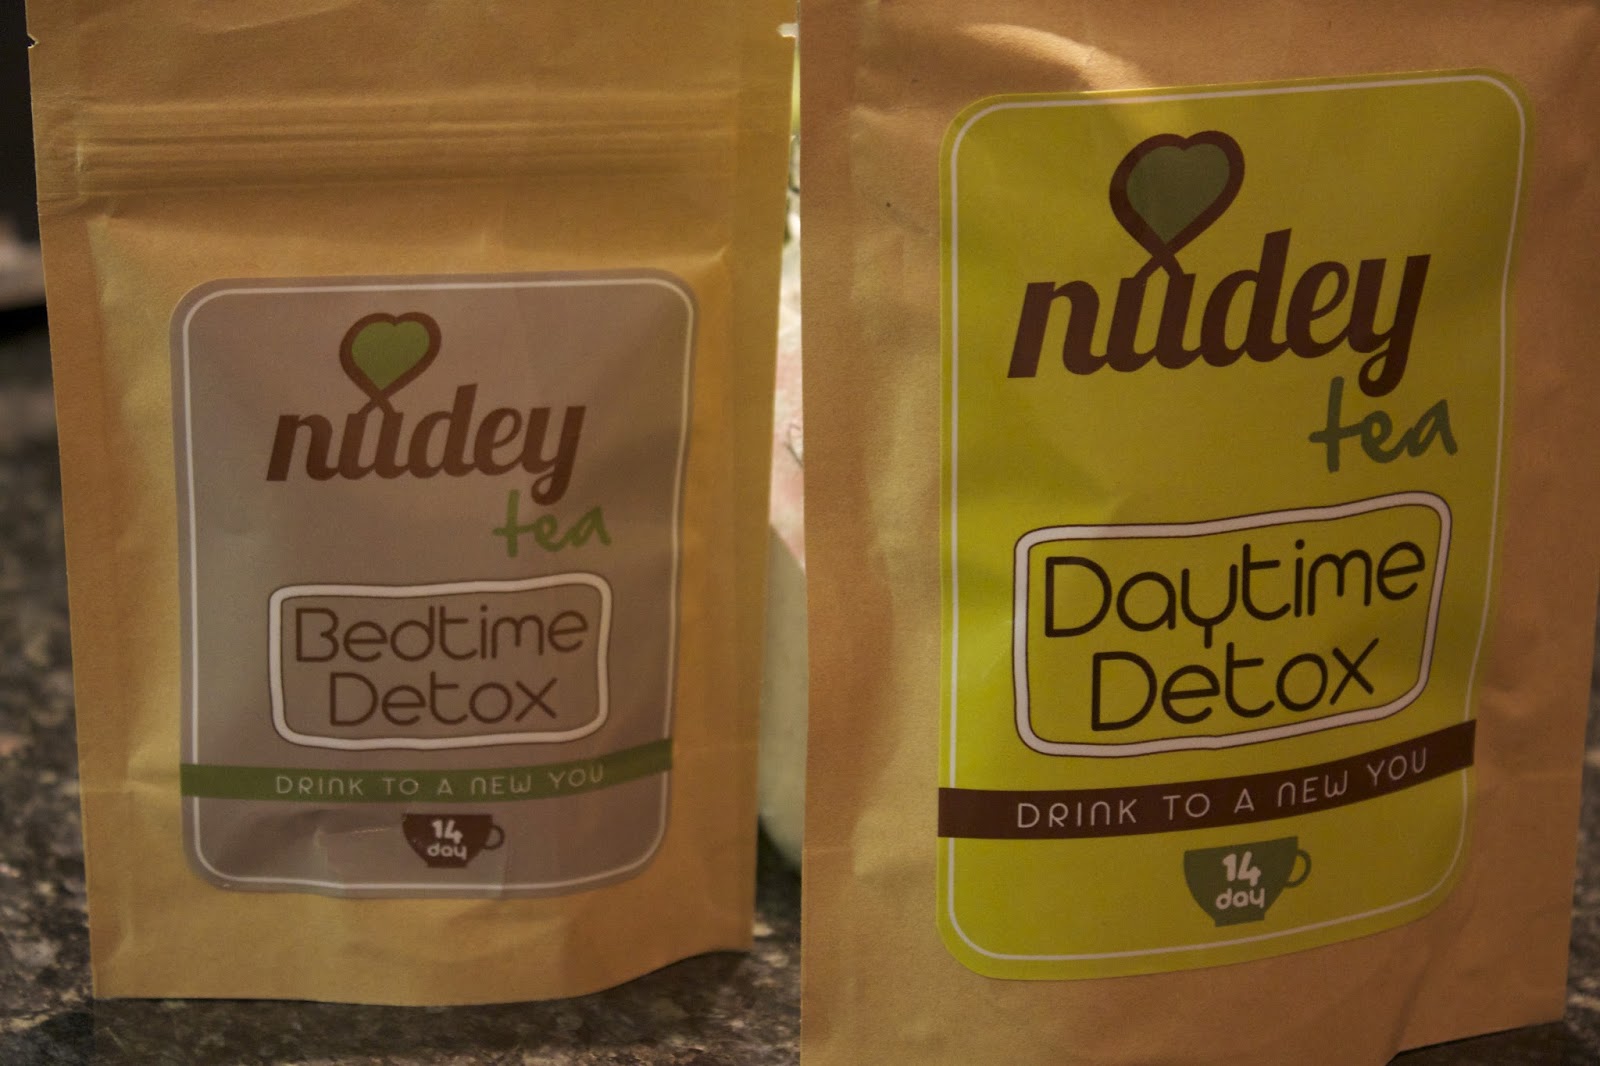 nudey
tea
Bedtime
Detox
DRINK TO A NEW YOU
14
day
nudey
tea
Daytime
Detox
DRINK TO A NEW YOU
14
day